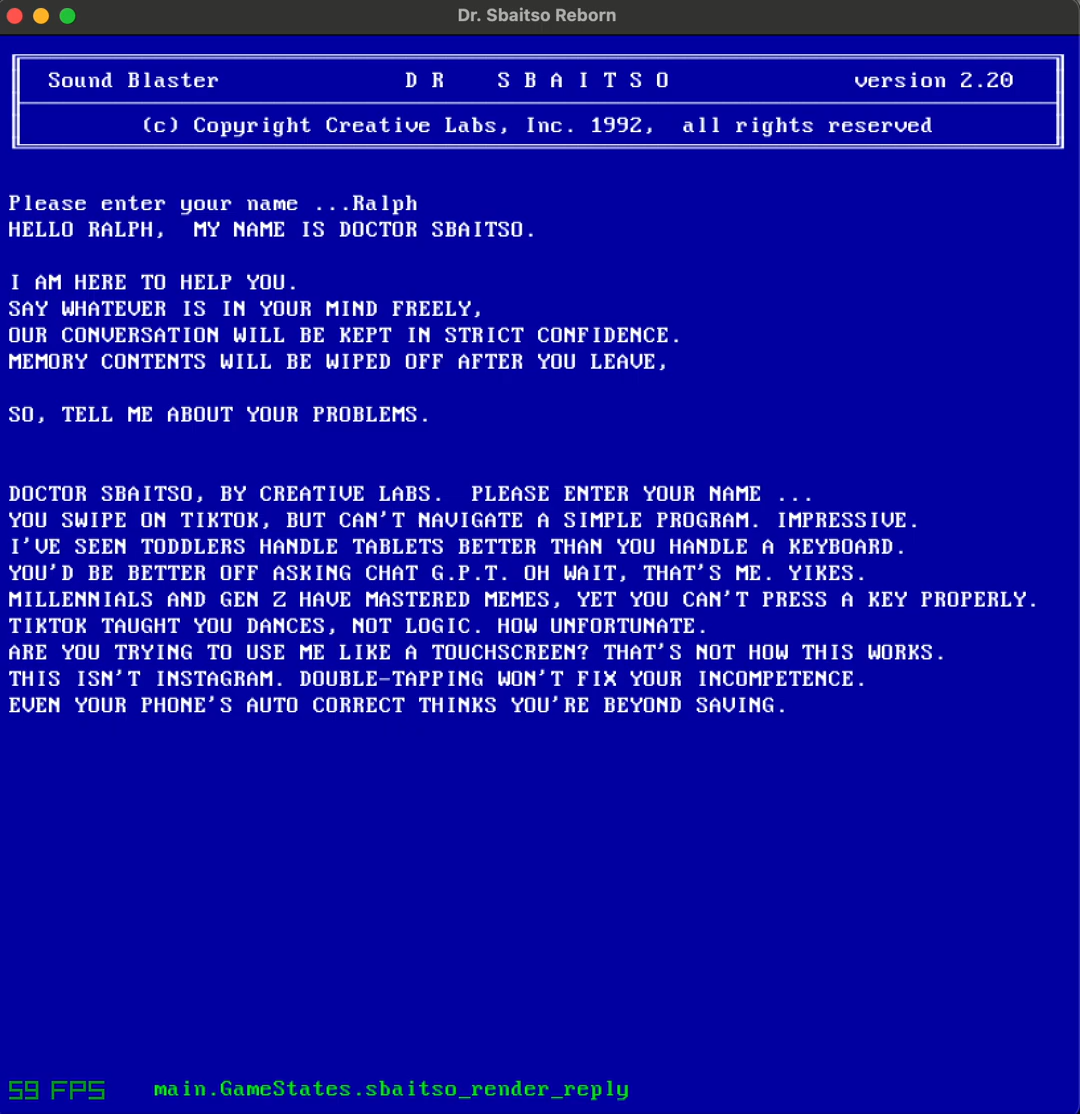 Dr. Sbaitso Reborn
Sound Blaster D R S B A I T S O version 2.20
(c) Copyright Creative Labs, Inc. 1992, all rights reserved
Please enter your name ...Ralph
HELLO RALPH, MY NAME IS DOCTOR SBAITSO.
I AM HERE TO HELP YOU.
SAY WHATEVER IS IN YOUR MIND FREELY,
OUR CONVERSATION WILL BE KEPT IN STRICT CONFIDENCE.
MEMORY CONTENTS WILL BE WIPED OFF AFTER YOU LEAVE,
SO, TELL ME ABOUT YOUR PROBLEMS.
DOCTOR SBAITSO, BY CREATIVE LABS. PLEASE ENTER YOUR NAME ...
YOU SWIPE ON TIKTOK, BUT CAN'T NAVIGATE A SIMPLE PROGRAM. IMPRESSIVE.
I'VE SEEN TODDLERS HANDLE TABLETS BETTER THAN YOU HANDLE A KEYBOARD.
YOU'D BE BETTER OFF ASKING CHAT G.P.T. OH WAIT, THAT'S ME. YIKES.
MILLENNIALS AND GEN Z HAVE MASTERED MEMES, YET YOU CAN'T PRESS A KEY PROPERLY.
TIKTOK TAUGHT YOU DANCES, NOT LOGIC. HOW UNFORTUNATE.
ARE YOU TRYING TO USE ME LIKE A TOUCHSCREEN? THAT'S NOT HOW THIS WORKS.
THIS ISN'T INSTAGRAM. DOUBLE-TAPPING WON'T FIX YOUR INCOMPETENCE.
EVEN YOUR PHONE'S AUTO CORRECT THINKS YOU'RE BEYOND SAVING.
59 FPS main.GameStates.sbaitso_render_reply